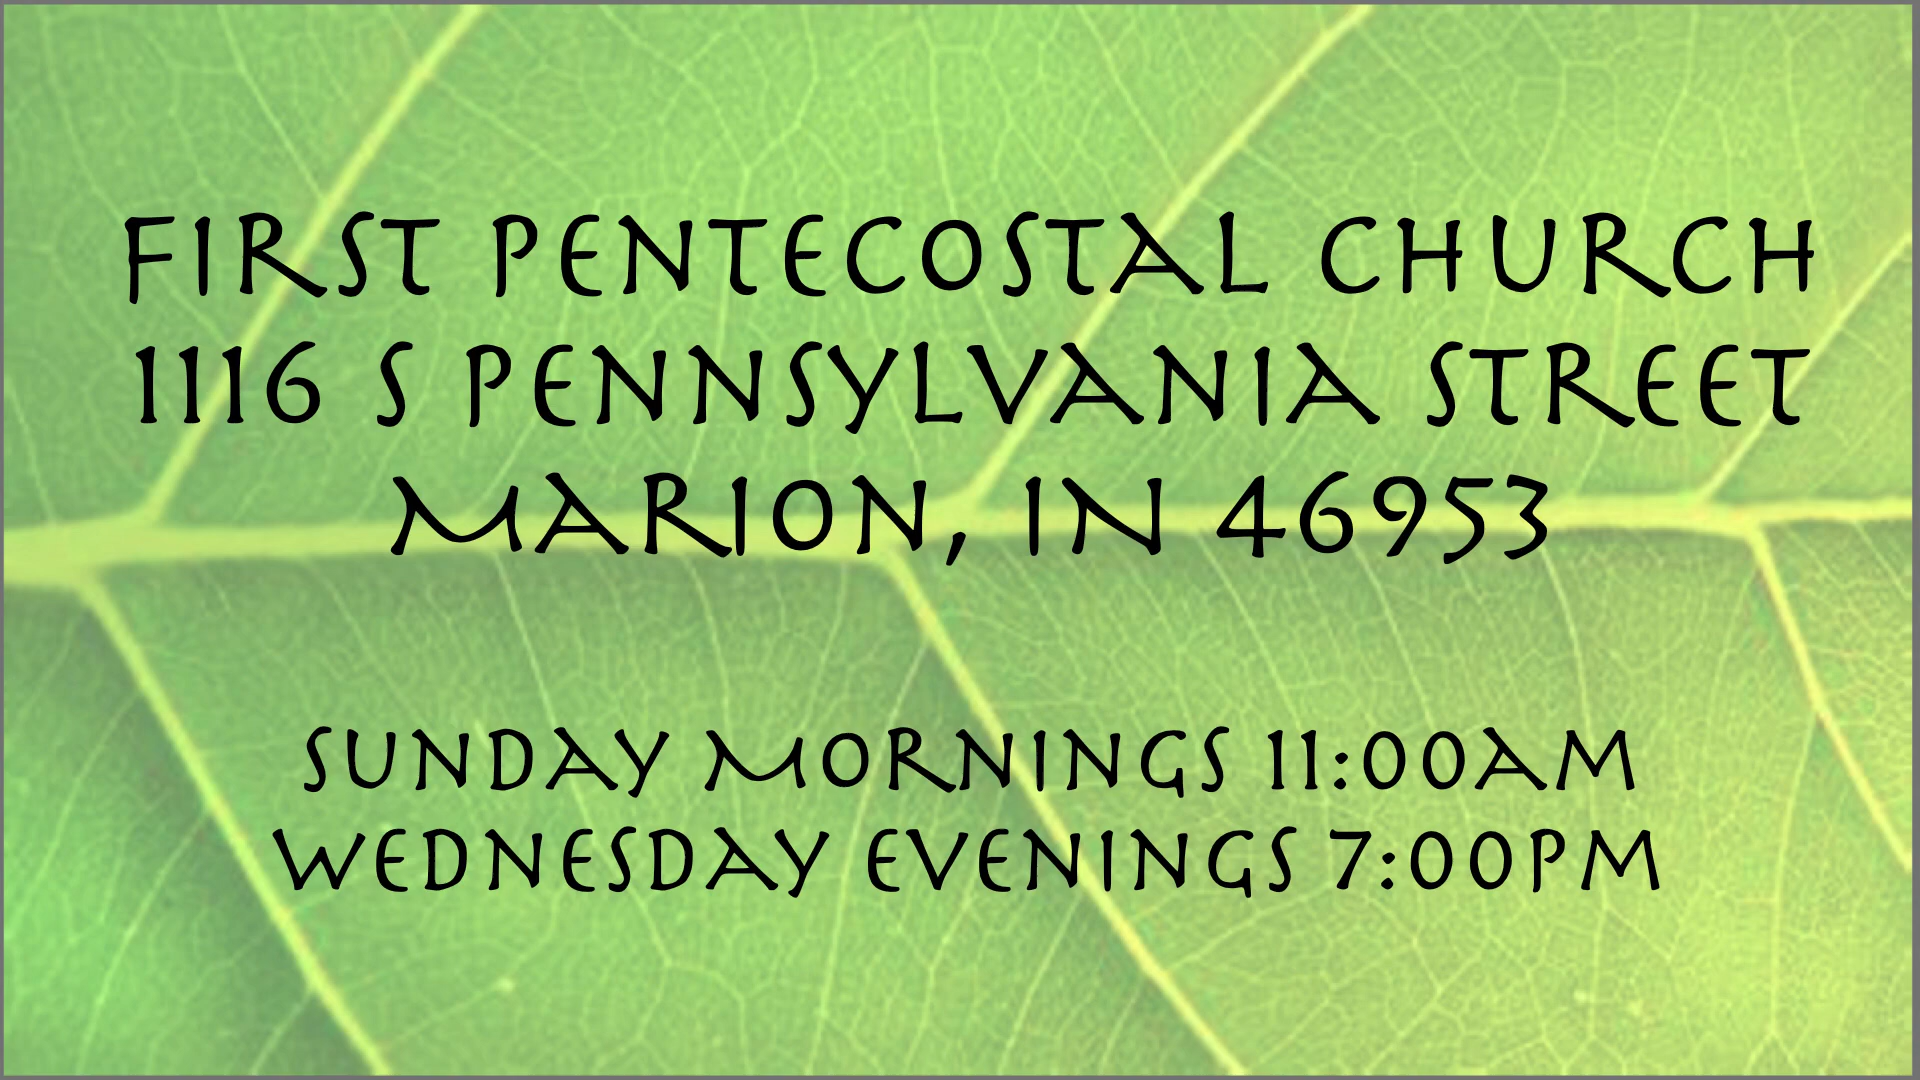 First Pentecostal Church
1116 S Pennsylvania Street
Marion, IN 46953
Sunday Mornings 11:00am
Wednesday Evenings 7:00pm